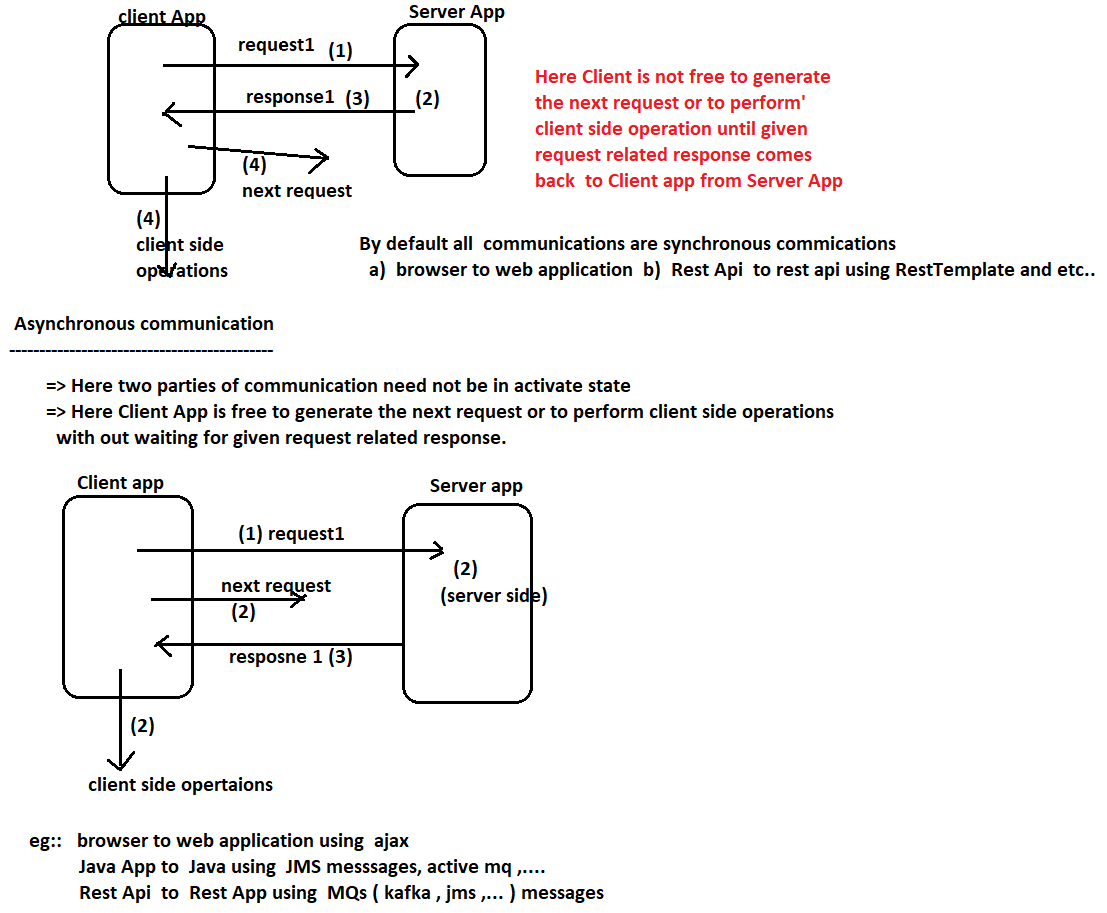 client App
Server App
request1 (1)
response1 (3)
(2)
(4)
next request
(4)
client side
operations
Here Client is not free to generate
the next request or to perform'
client side operation until given
request related response comes
back to Client app from Server App
By default all communications are synchronous commications
a) browser to web application b) Rest Api to rest api using RestTemplate and etc..
Asynchronous communication
--------------------------------------------
=> Here two parties of communication need not be in activate state
=> Here Client App is free to generate the next request or to perform client side operations
with out waiting for given request related response.
Client app
Server app
(1) request1
(2)
(server side)
next request
(2)
resposne 1 (3)
(2)
client side opertaions
eg:: browser to web application using ajax
Java App to Java using JMS messsages, active mq ,....
Rest Api to Rest App using MQs ( kafka , jms ,... ) messages